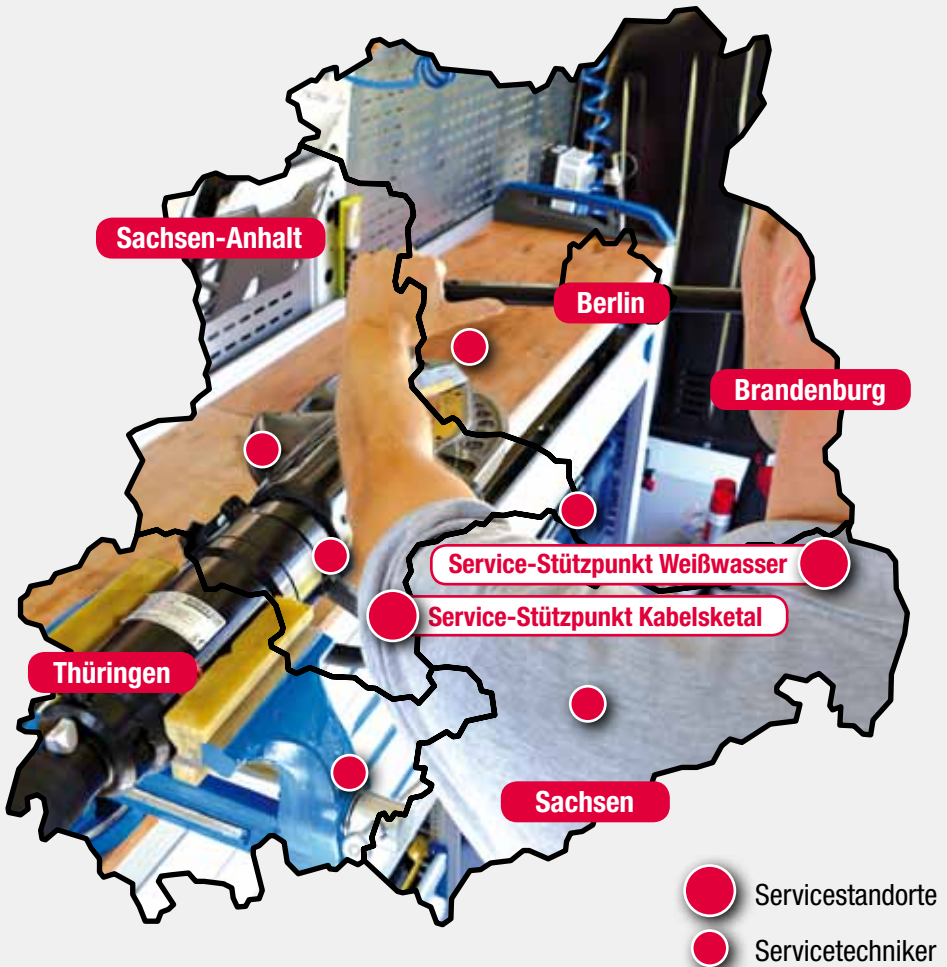 Sachsen-Anhalt
Berlin
Brandenburg
Service-Stützpunkt Weißwasser
Service-Stützpunkt Kabelsketal
Thüringen
Sachsen
Servicestandorte
Servicetechniker